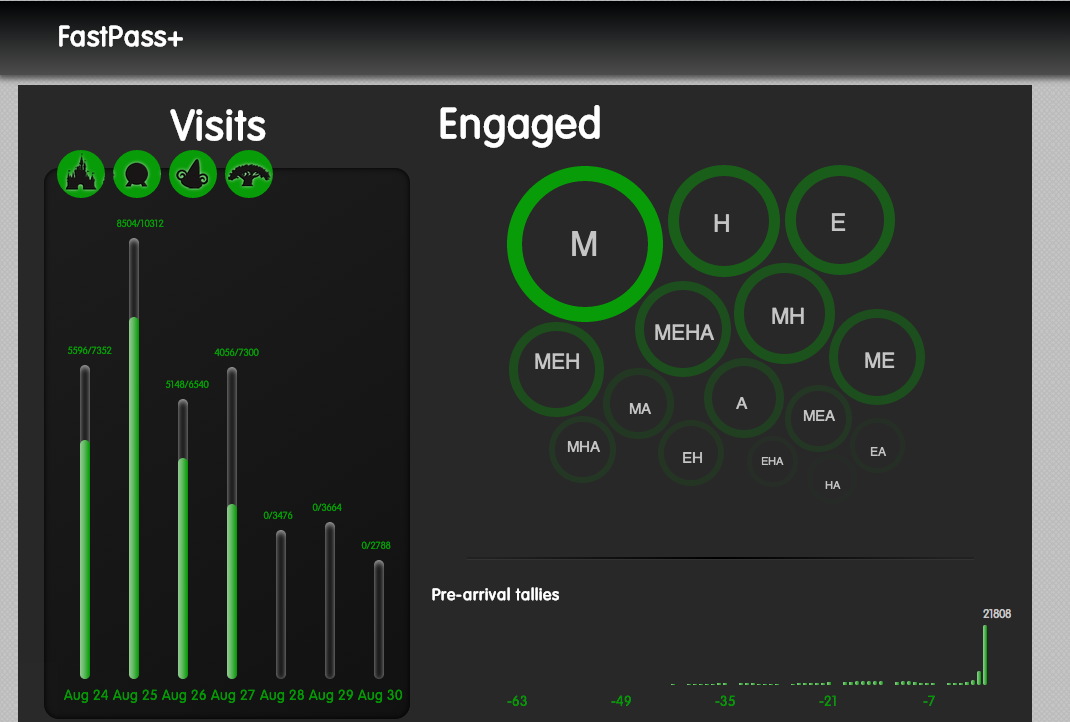 FastPass+
Visits
Engaged
8504/10312
5596/7352
4056/7300
5148/6540
0/3476
0/3664
0/2788
Aug 24 Aug 25 Aug 26 Aug 27 Aug 28 Aug 29 Aug 30
M
H
E
MEHA
MH
MEH
ME
MA
A
MEA
MHA
EH
EHA
EA
HA
Pre-arrival tallies
21808
-63 -49 -35 -21 -7